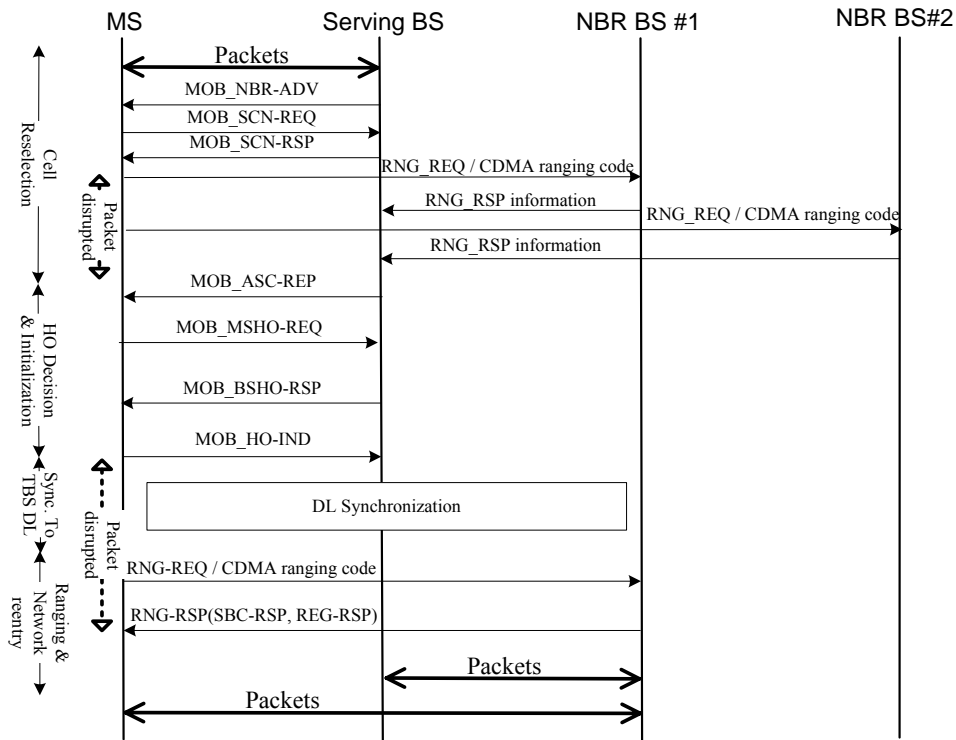 MS
Serving BS
NBR BS #1
NBR BS#2
Packets
MOB_NBR-ADV
MOB_SCN-REQ
MOB_SCN-RSP
RNG_REQ / CDMA ranging code
RNG_RSP information
RNG_REQ / CDMA ranging code
RNG_RSP information
MOB_ASC-REP
MOB_MSHO-REQ
MOB_BSHO-RSP
MOB_HO-IND
DL Synchronization
RNG-REQ / CDMA ranging code
RNG-RSP(SBC-RSP, REG-RSP)
Packets
Packets
Cell
Reselection
Packet
disrupted
HO Decision
& Initialization
Sync. To
TBS DL
Packet
disrupted
Ranging &
Network
reentry